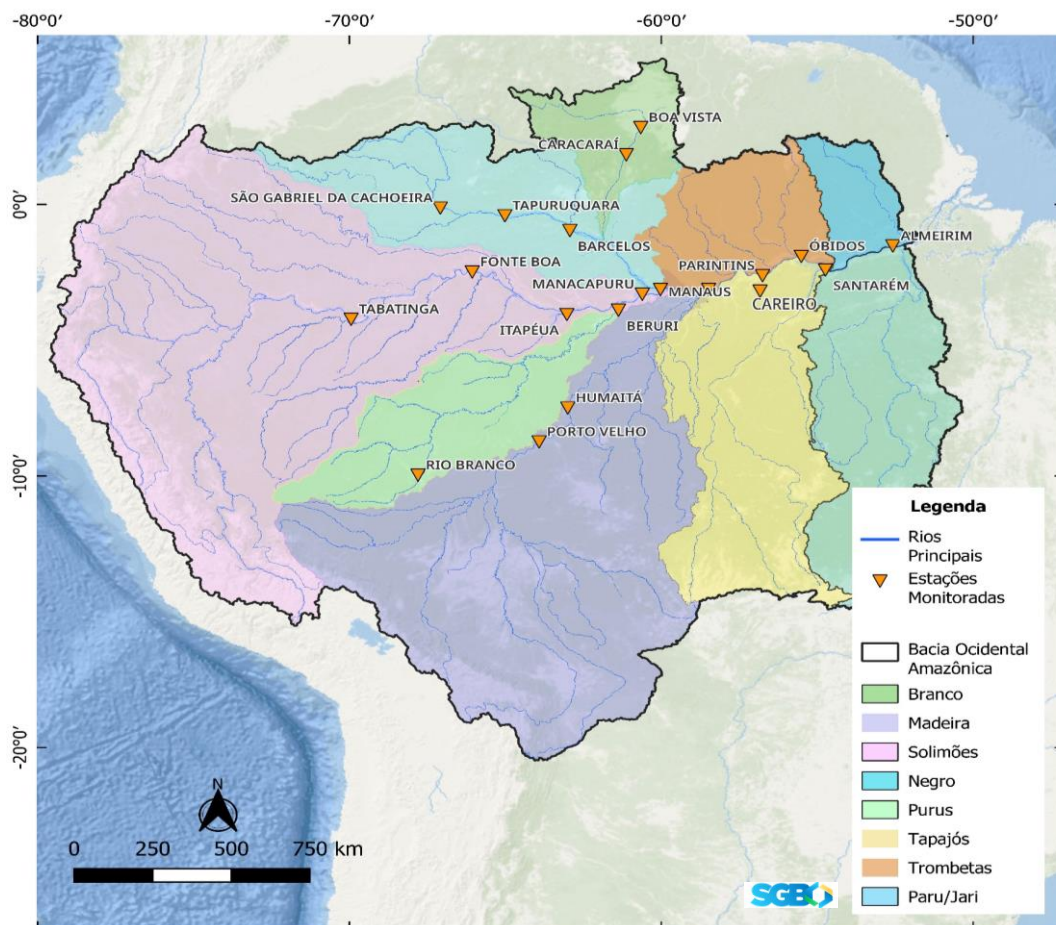 -80°0'
-70°0'
-60°0'
-50°0'
0°0'
-10°0'
-20°0'
BOA VISTA
CARACARAÍ
SÃO GABRIEL DA CACHOEIRA
TAPURUQUARA
BARCELOS
ÓBIDOS
ALMEIRIM
FONTE BOA
PARINTINS
SANTARÉM
MANACAPURU
MANAUS
CAREIRO
TABATINGA
ITAPÉUA
BERURI
HUMAITÁ
PORTO VELHO
RIO BRANCO
Legenda
Rios
Principais
Estações
Monitoradas
Bacia Ocidental
Amazônica
Branco
Madeira
Solimões
Negro
Purus
Tapajós
Trombetas
Paru/Jari
N
0 250 500 750 km
SGB